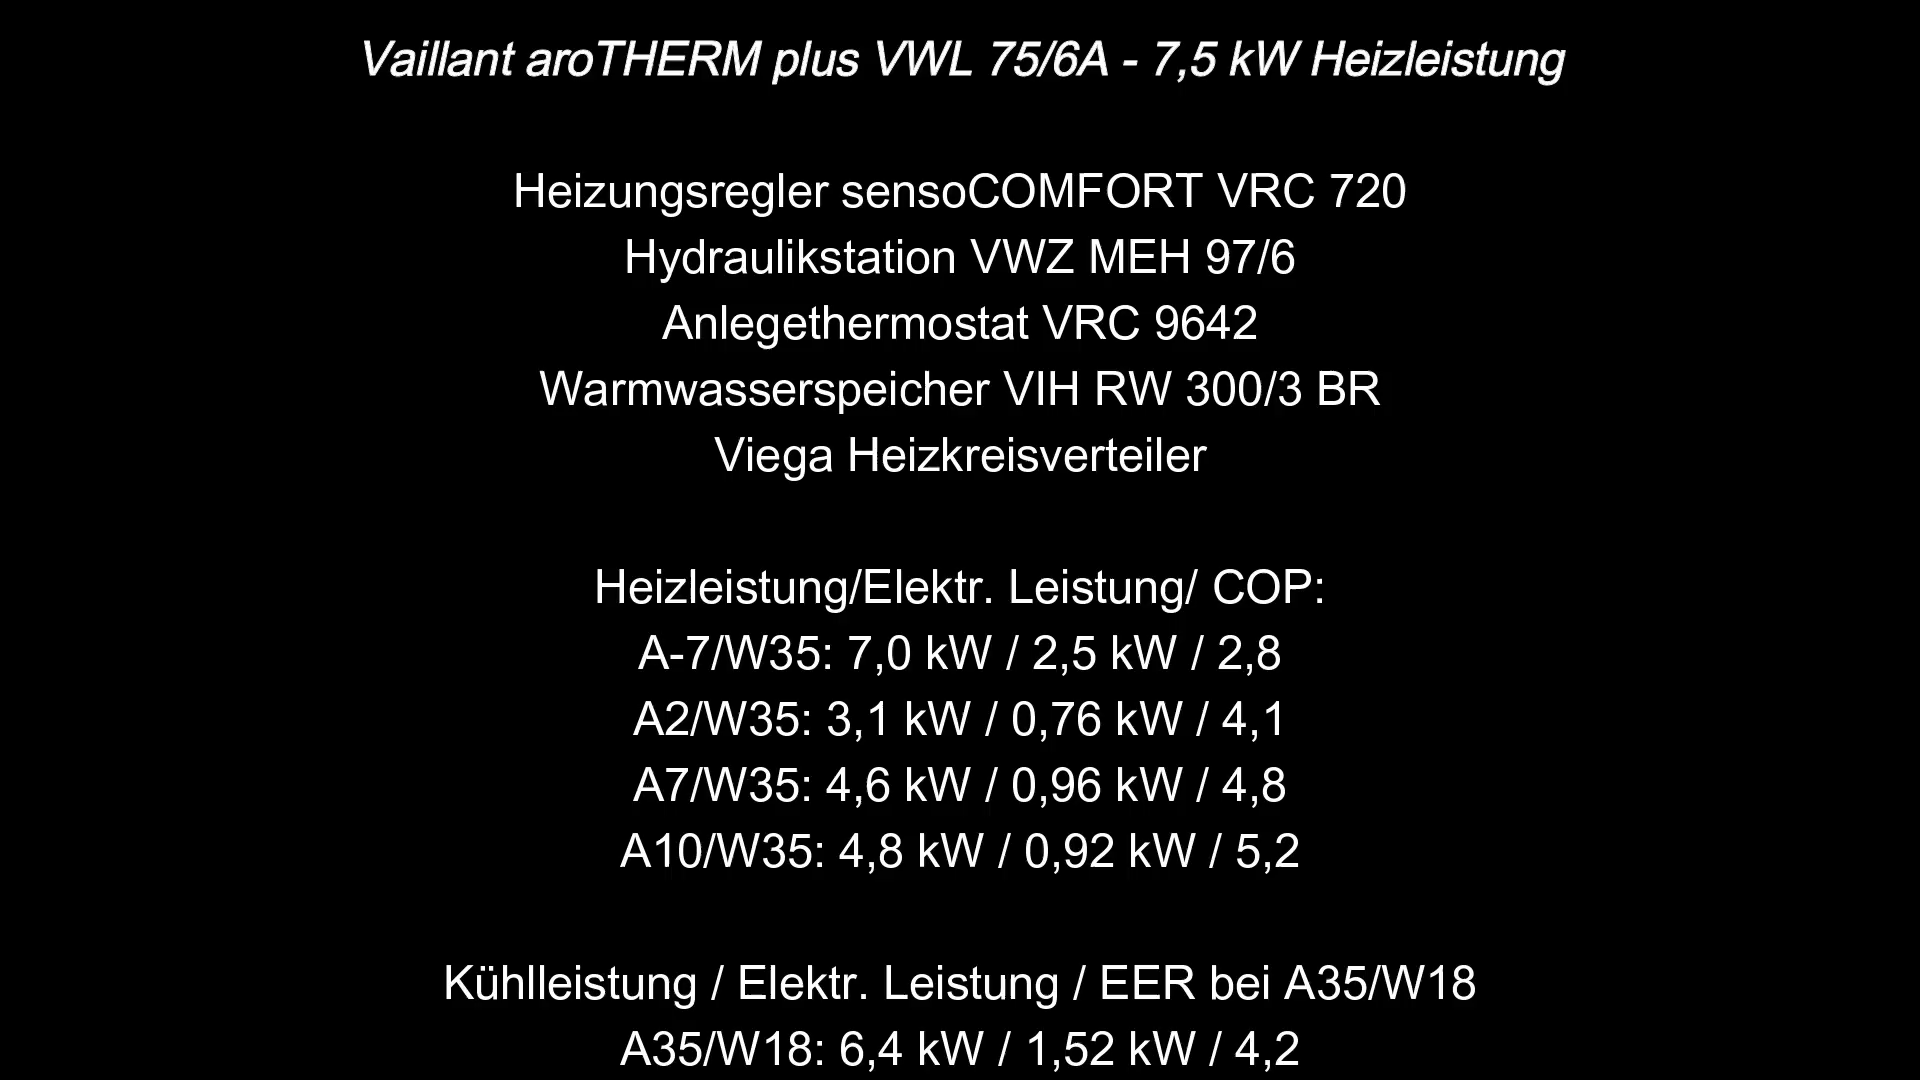 Vaillant aroTHERM plus VWL 75/6A - 7,5 kW Heizleistung
Heizungsregler sensoCOMFORT VRC 720
Hydraulikstation VWZ MEH 97/6
Anlegethermostat VRC 9642
Warmwasserspeicher VIH RW 300/3 BR
Viega Heizkreisverteiler
Heizleistung/Elektr. Leistung/ COP:
A-7/W35: 7,0 kW / 2,5 kW / 2,8
A2/W35: 3,1 kW / 0,76 kW / 4,1
A7/W35: 4,6 kW / 0,96 kW / 4,8
A10/W35: 4,8 kW / 0,92 kW / 5,2
Kühlleistung / Elektr. Leistung / EER bei A35/W18
A35/W18: 6,4 kW / 1,52 kW / 4,2